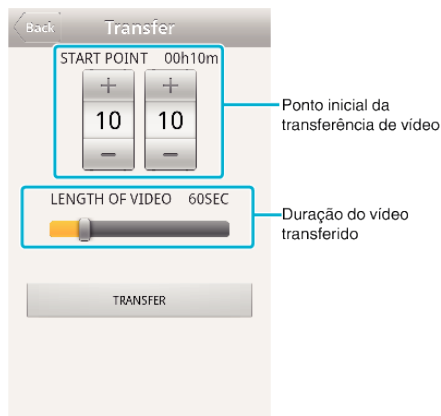 Back
Transfer
START POINT 00h10m
+ +
10 10
− −
Ponto inicial da
transferência de vídeo
LENGTH OF VIDEO 60SEC
Duração do vídeo
transferido
TRANSFER